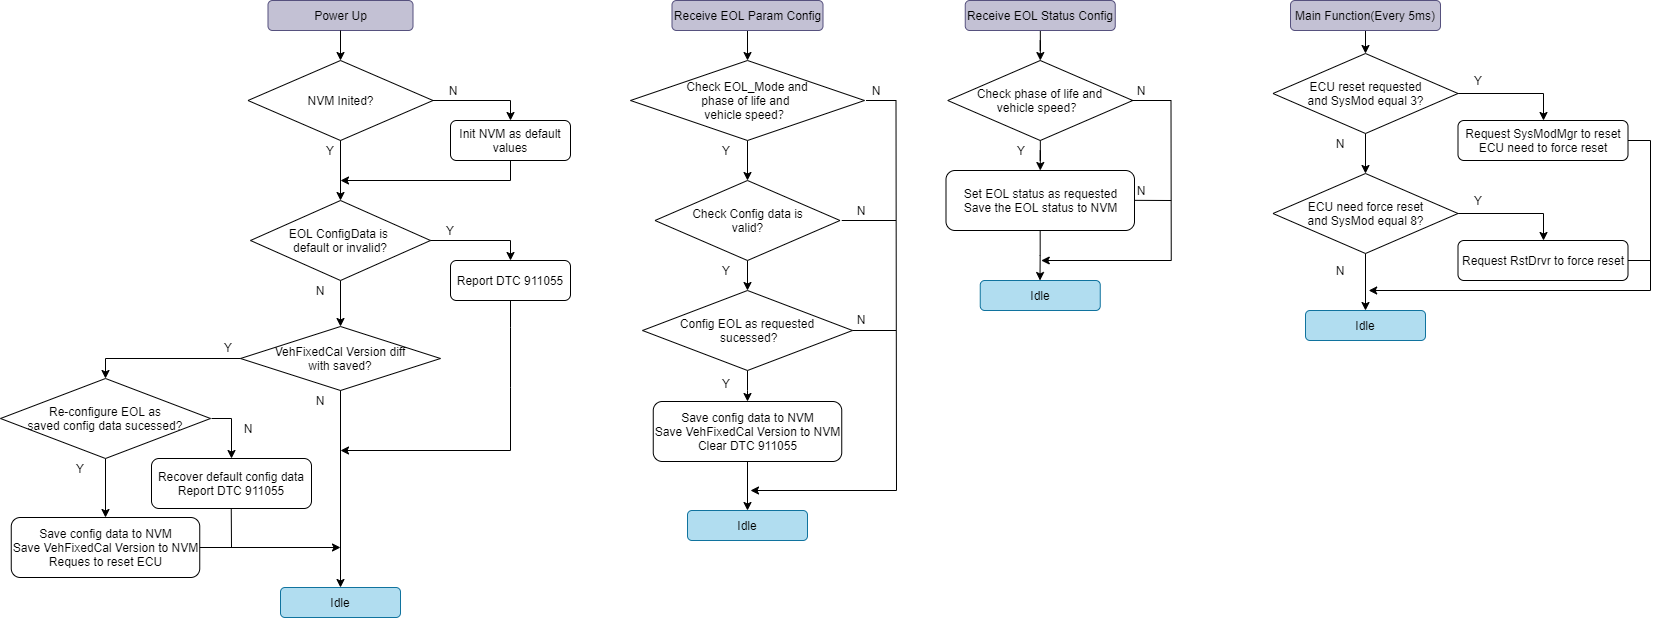 Power Up
NVM Inited?
N
Init NVM as default
values
Y
EOL ConfigData is
default or invalid?
Y
Report DTC 911055
N
VehFixedCal Version diff
with saved?
Y
N
Re-configure EOL as
saved config data sucessed?
N
Y
Recover default config data
Report DTC 911055
Save config data to NVM
Save VehFixedCal Version to NVM
Reques to reset ECU
Idle
Receive EOL Param Config
Check EOL_Mode and
phase of life and
vehicle speed?
N
Y
Check Config data is
valid?
N
Y
Config EOL as requested
sucessed?
N
Y
Save config data to NVM
Save VehFixedCal Version to NVM
Clear DTC 911055
Idle
Receive EOL Status Config
Check phase of life and
vehicle speed?
N
Y
Set EOL status as requested
Save the EOL status to NVM
N
Idle
Main Function(Every 5ms)
ECU reset requested
and SysMod equal 3?
Y
Request SysModMgr to reset
ECU need to force reset
N
ECU need force reset
and SysMod equal 8?
Y
Request RstDrvr to force reset
N
Idle